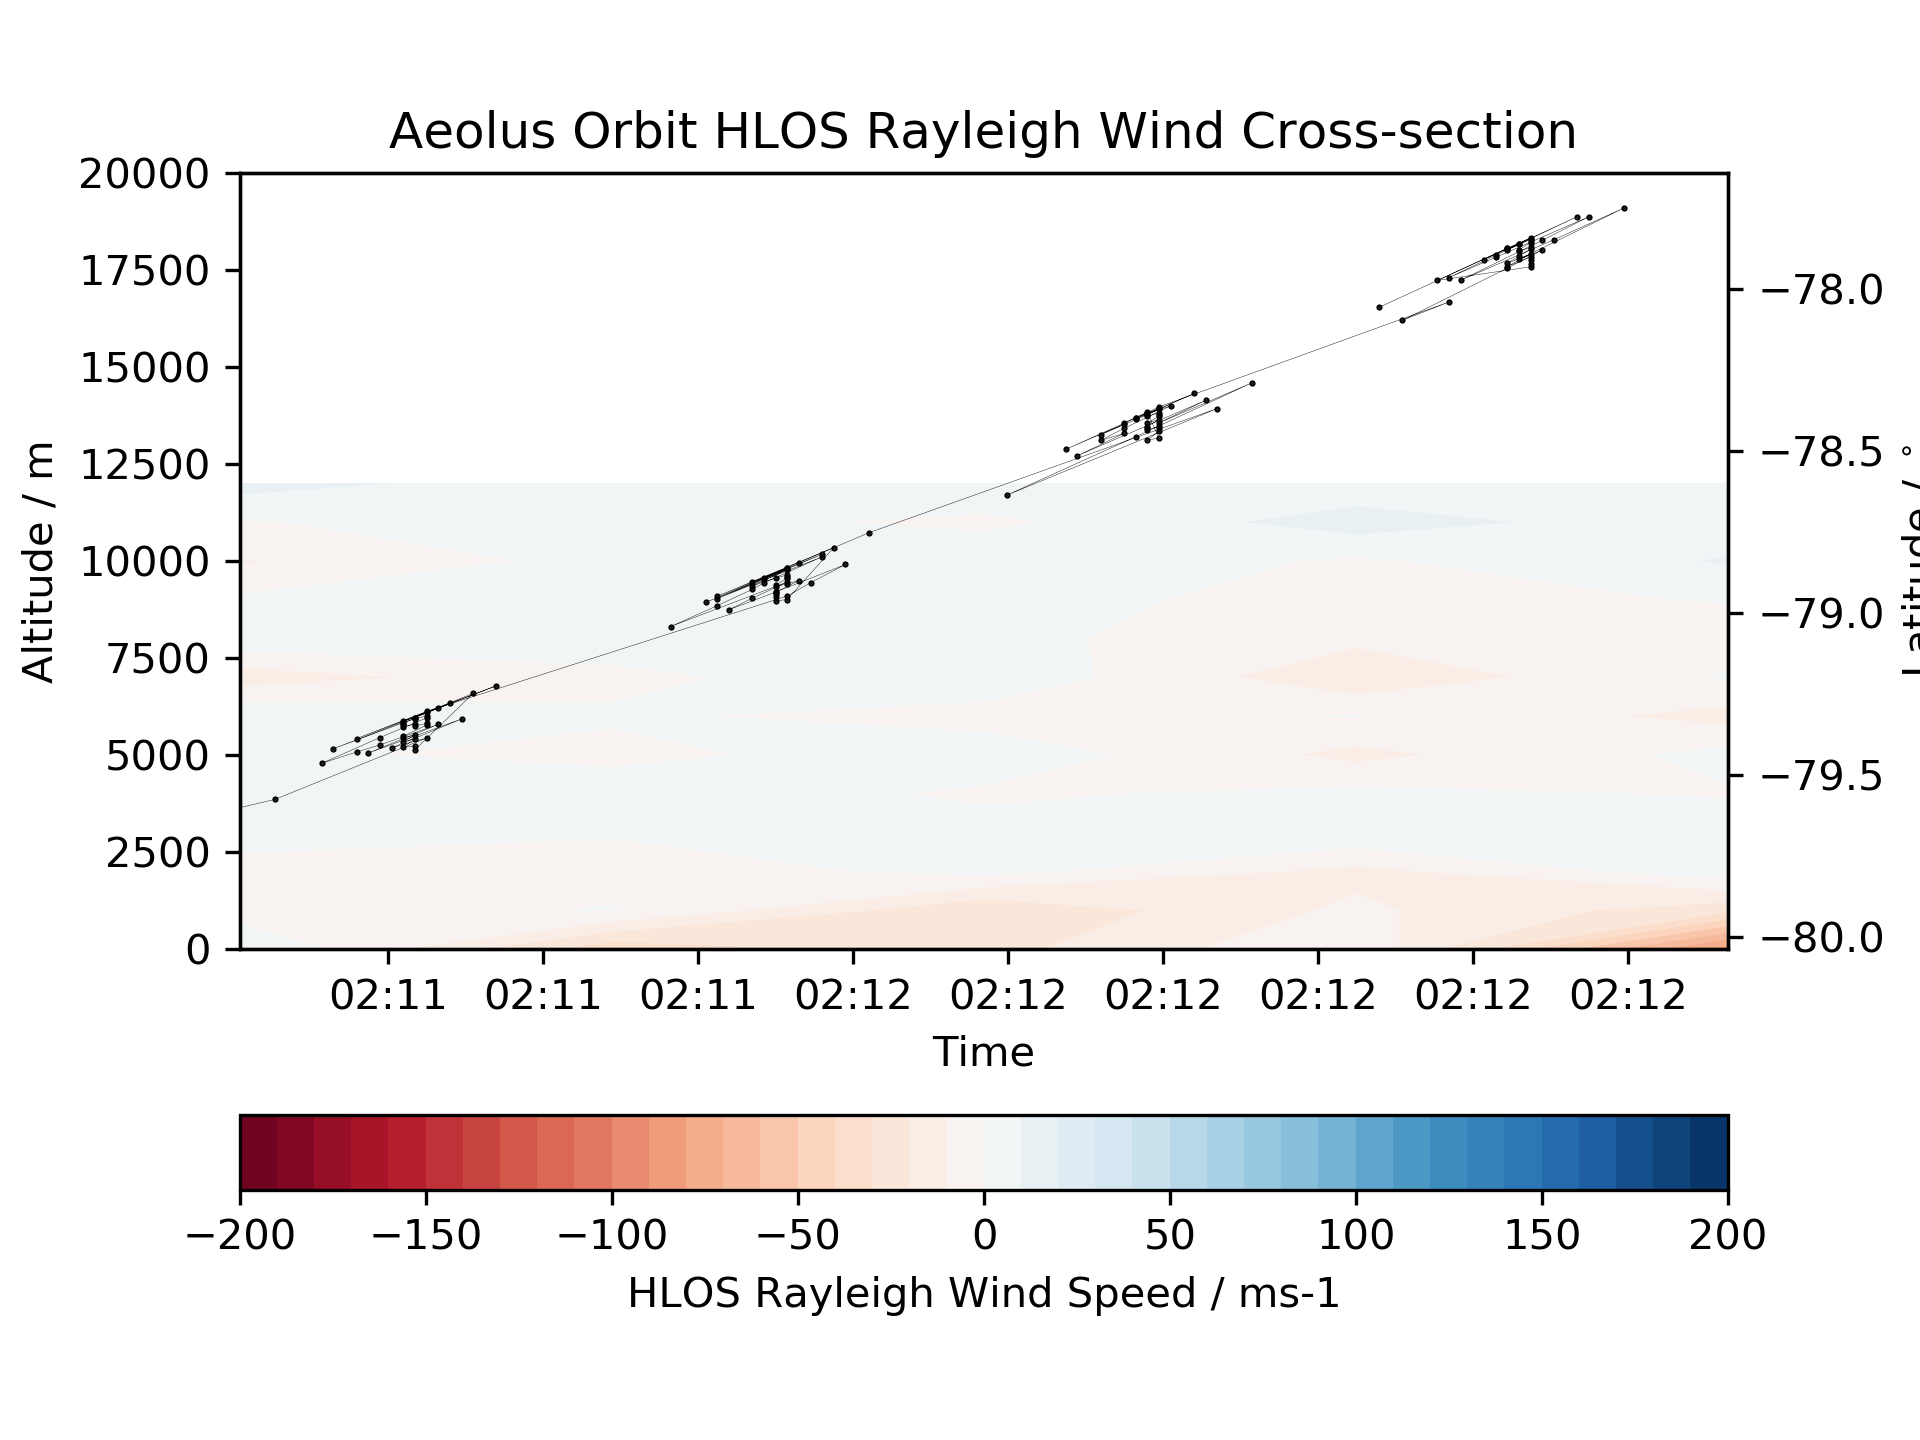 Aeolus Orbit HLOS Rayleigh Wind Cross-section
20000
17500
15000
12500
10000
7500
5000
2500
0
Altitude / m
−78.0
−78.5
−79.0
−79.5
−80.0
Latitude / °
02:11 02:11 02:11 02:12 02:12 02:12 02:12 02:12 02:12
Time
−200 −150 −100 −50 0 50 100 150 200
HLOS Rayleigh Wind Speed / ms-1